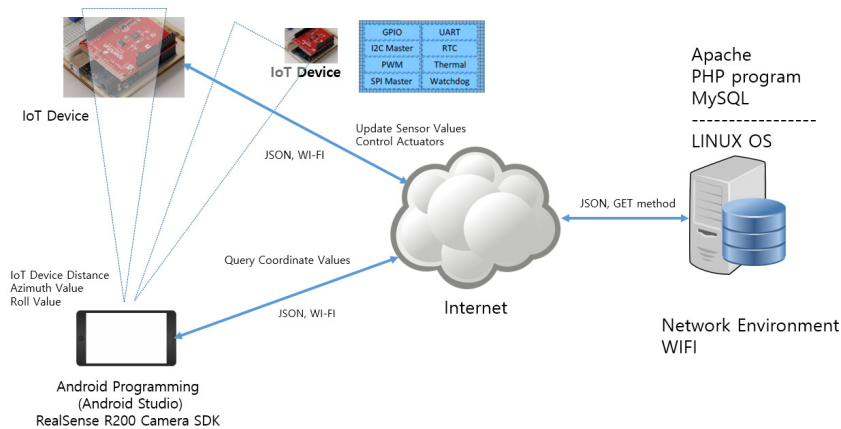 IoT Device
IoT Device
GPIO
UART
I2C Master
RTC
PWM
Thermal
SPI Master
Watchdog
Apache
PHP program
MySQL
---------------
LINUX OS
Update Sensor Values
Control Actuators
JSON, WI-FI
JSON, GET method
Query Coordinate Values
IoT Device Distance
Azimuth Value
Roll Value
JSON, WI-FI
Internet
Network Environment
WIFI
Android Programming
(Android Studio)
RealSense R200 Camera SDK